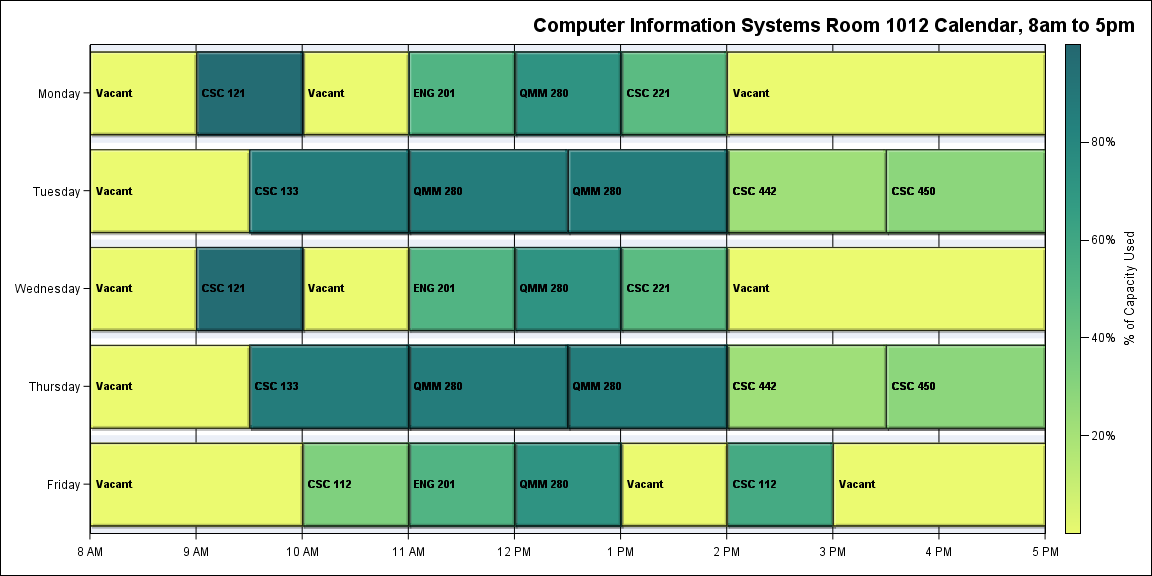 Computer Information Systems Room 1012 Calendar, 8am to 5pm
Monday Vacant CSC 121 Vacant ENG 201 QMM 280 CSC 221 Vacant
Tuesday Vacant CSC 133 QMM 280 QMM 280 CSC 442 CSC 450
Wednesday Vacant CSC 121 Vacant ENG 201 QMM 280 CSC 221 Vacant
Thursday Vacant CSC 133 QMM 280 QMM 280 CSC 442 CSC 450
Friday Vacant CSC 112 ENG 201 QMM 280 Vacant CSC 112 Vacant
8 AM 9 AM 10 AM 11 AM 12 PM 1 PM 2 PM 3 PM 4 PM 5 PM
80%
60%
40%
20%
% of Capacity Used